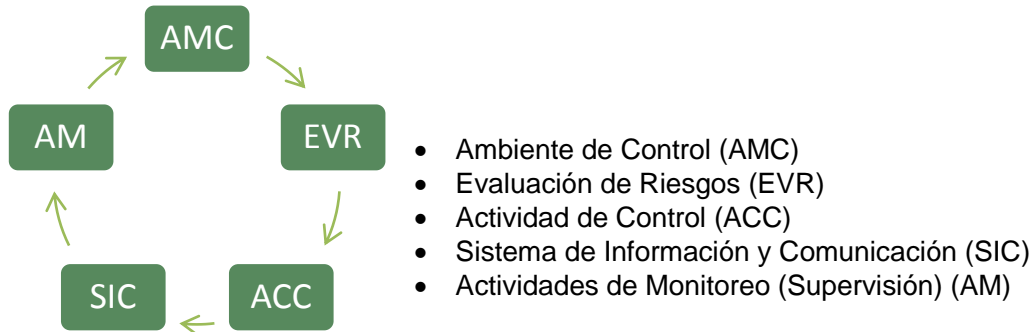 AMC
AM
EVR
SIC
ACC
• Ambiente de Control (AMC)
• Evaluación de Riesgos (EVR)
• Actividad de Control (ACC)
• Sistema de Información y Comunicación (SIC)
• Actividades de Monitoreo (Supervisión) (AM)